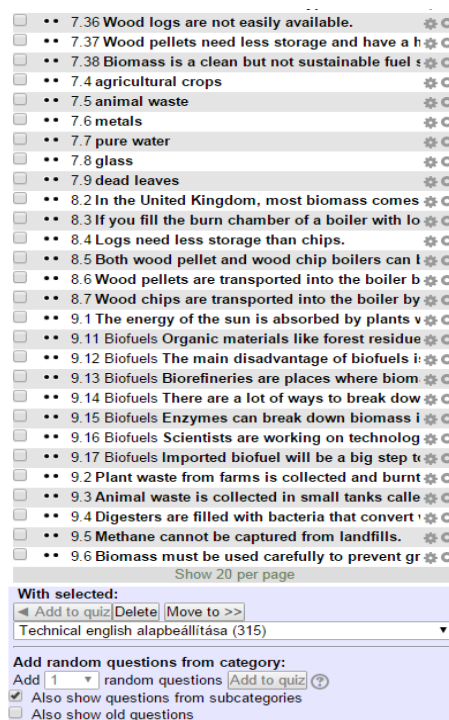 7.36 Wood logs are not easily available.
7.37 Wood pellets need less storage and have a h
7.38 Biomass is a clean but not sustainable fuel s
7.4 agricultural crops
7.5 animal waste
7.6 metals
7.7 pure water
7.8 glass
7.9 dead leaves
8.2 In the United Kingdom, most biomass comes
8.3 If you fill the burn chamber of a boiler with lo
8.4 Logs need less storage than chips.
8.5 Both wood pellet and wood chip boilers can
8.6 Wood pellets are transported into the boiler b
8.7 Wood chips are transported into the boiler by
9.1 The energy of the sun is absorbed by plants
9.11 Biofuels Organic materials like forest residue
9.12 Biofuels The main disadvantage of biofuels i
9.13 Biofuels Biorefineries are places where biom
9.14 Biofuels There are a lot of ways to break dow
9.15 Biofuels Enzymes can break down biomass i
9.16 Biofuels Scientists are working on technolog
9.17 Biofuels Imported biofuel will be a big step t
9.2 Plant waste from farms is collected and burnt
9.3 Animal waste is collected in small tanks calle
9.4 Digesters are filled with bacteria that convert
9.5 Methane cannot be captured from landfills.
9.6 Biomass must be used carefully to prevent gr
Show 20 per page
With selected:
◄ Add to quiz Delete Move to >>
Technical english alapbeállítása (315)
Add random questions from category:
Add 1 random questions Add to quiz ?
Also show questions from subcategories
Also show old questions